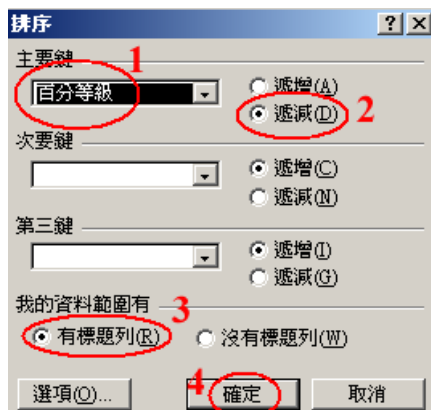 排序
主要鍵
1
百分等級
遞增(A)
遞減(D)
2
次要鍵
遞增(C)
遞減(N)
第三鍵
遞增(I)
遞減(G)
我的資料範圍有
3
有標題列(R)
沒有標題列(W)
選項(O)...
4
確定
取消